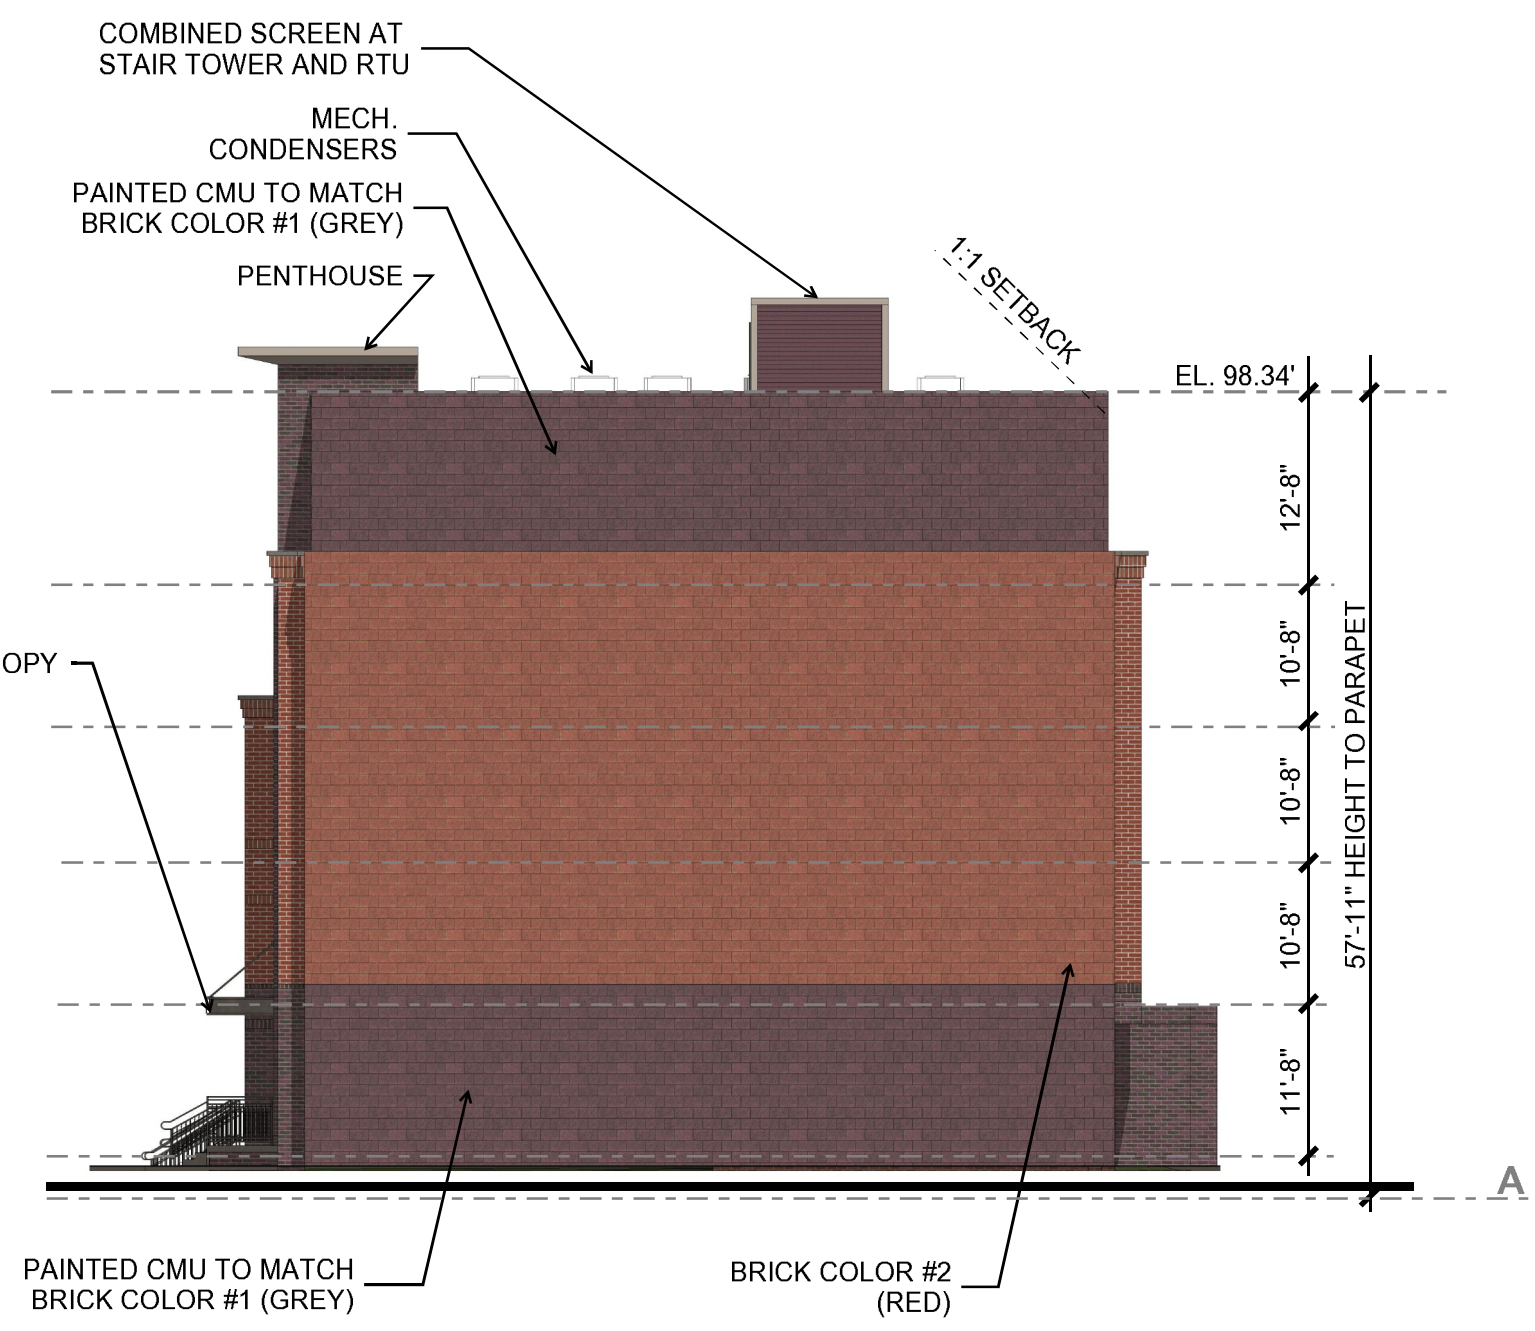 COMBINED SCREEN AT
STAIR TOWER AND RTU
MECH.
CONDENSERS
PAINTED CMU TO MATCH
BRICK COLOR #1 (GREY)
PENTHOUSE
1:1 SETBACK
EL. 98.34'
12'-8"
10'-8"
10'-8"
10'-8"
11'-8"
57'-11" HEIGHT TO PARAPET
OPY
A
PAINTED CMU TO MATCH
BRICK COLOR #1 (GREY)
BRICK COLOR #2
(RED)